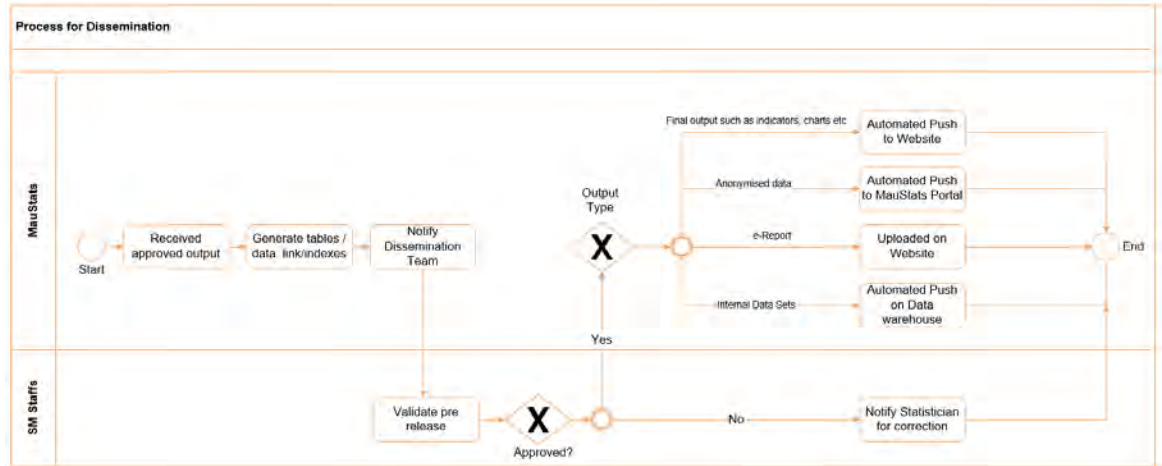 Process for Dissemination
MauStats
Start
Received
approved output
Generate tables /
data link/indexes
Notify
Dissemination
Team
Output
Type
X
Final output such as indicators, charts etc
Automated Push
to Website
Anonymised data
Automated Push
to MauStats Portal
e-Report
Uploaded on
Website
Internal Data Sets
Automated Push
on Data
warehouse
End
Yes
SM Staffs
Validate pre
release
X
Approved?
No
Notify Statistician
for correction